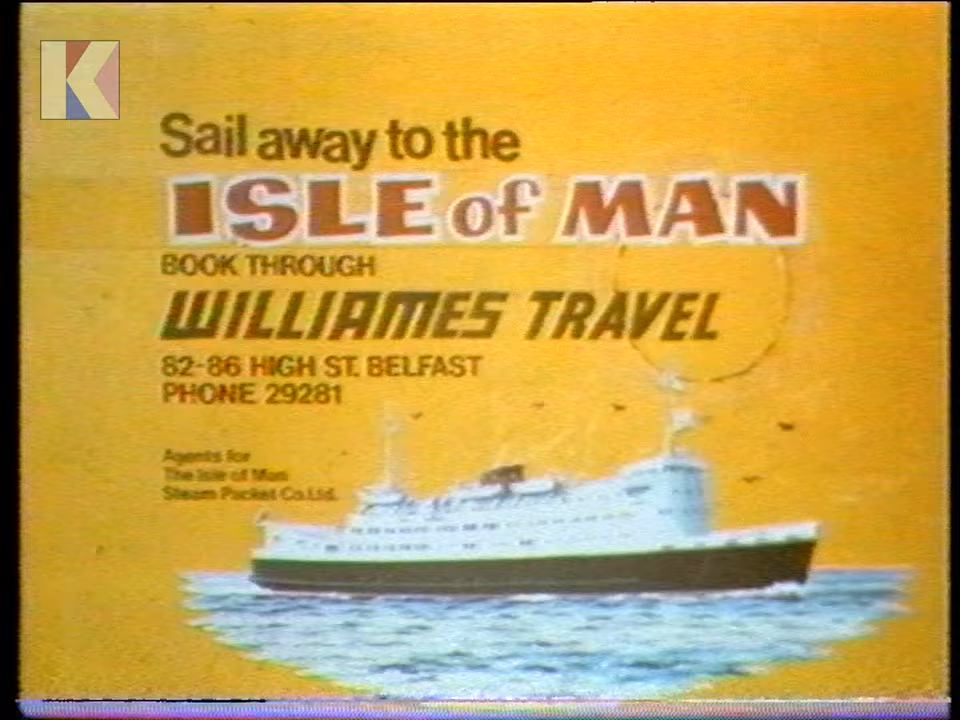 K
Sail away to the
ISLE of MAN
BOOK THROUGH
WILLIAMES TRAVEL
82-86 HIGH ST. BELFAST
PHONE 29281
Agents for
The Isle of Man
Steam Packet Co. Ltd.